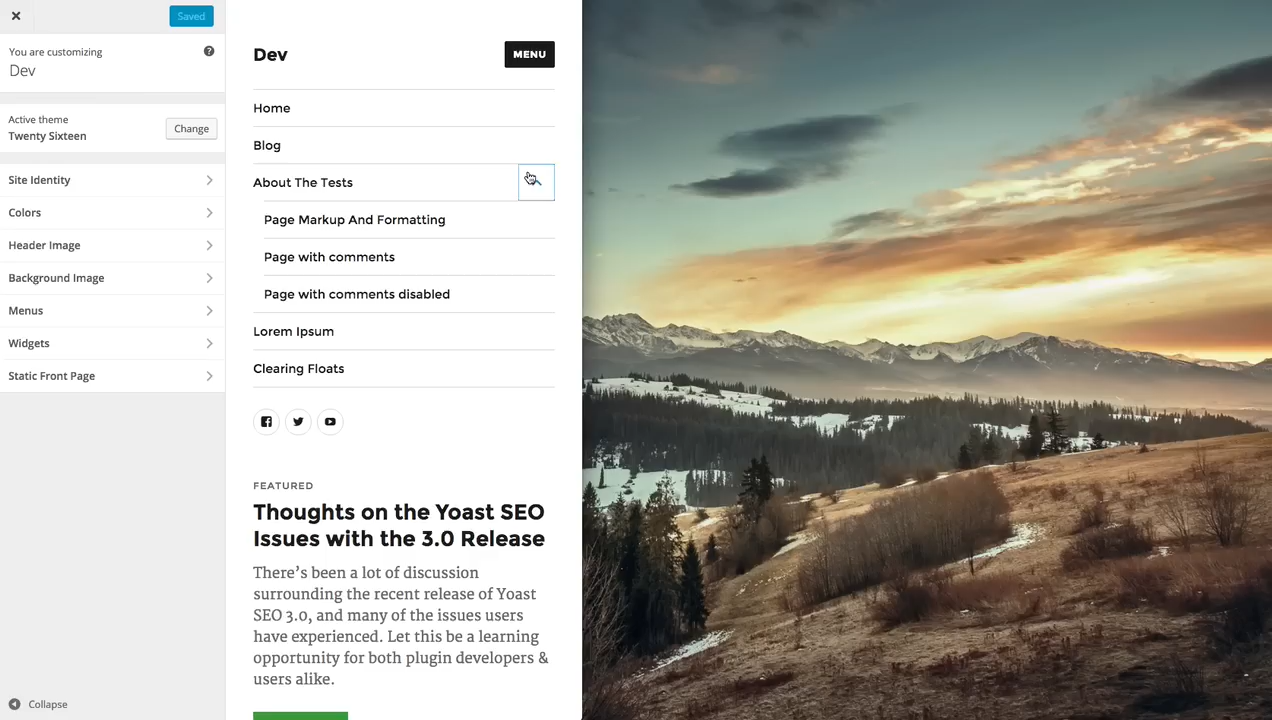 Saved
You are customizing
Dev
Active theme
Twenty Sixteen
Change
Site Identity
Colors
Header Image
Background Image
Menus
Widgets
Static Front Page
Collapse
Dev
MENU
Home
Blog
About The Tests
Page Markup And Formatting
Page with comments
Page with comments disabled
Lorem Ipsum
Clearing Floats
FEATURED
Thoughts on the Yoast SEO
Issues with the 3.0 Release
There's been a lot of discussion
surrounding the recent release of Yoast
SEO 3.0, and many of the issues users
have experienced. Let this be a learning
opportunity for both plugin developers &
users alike.